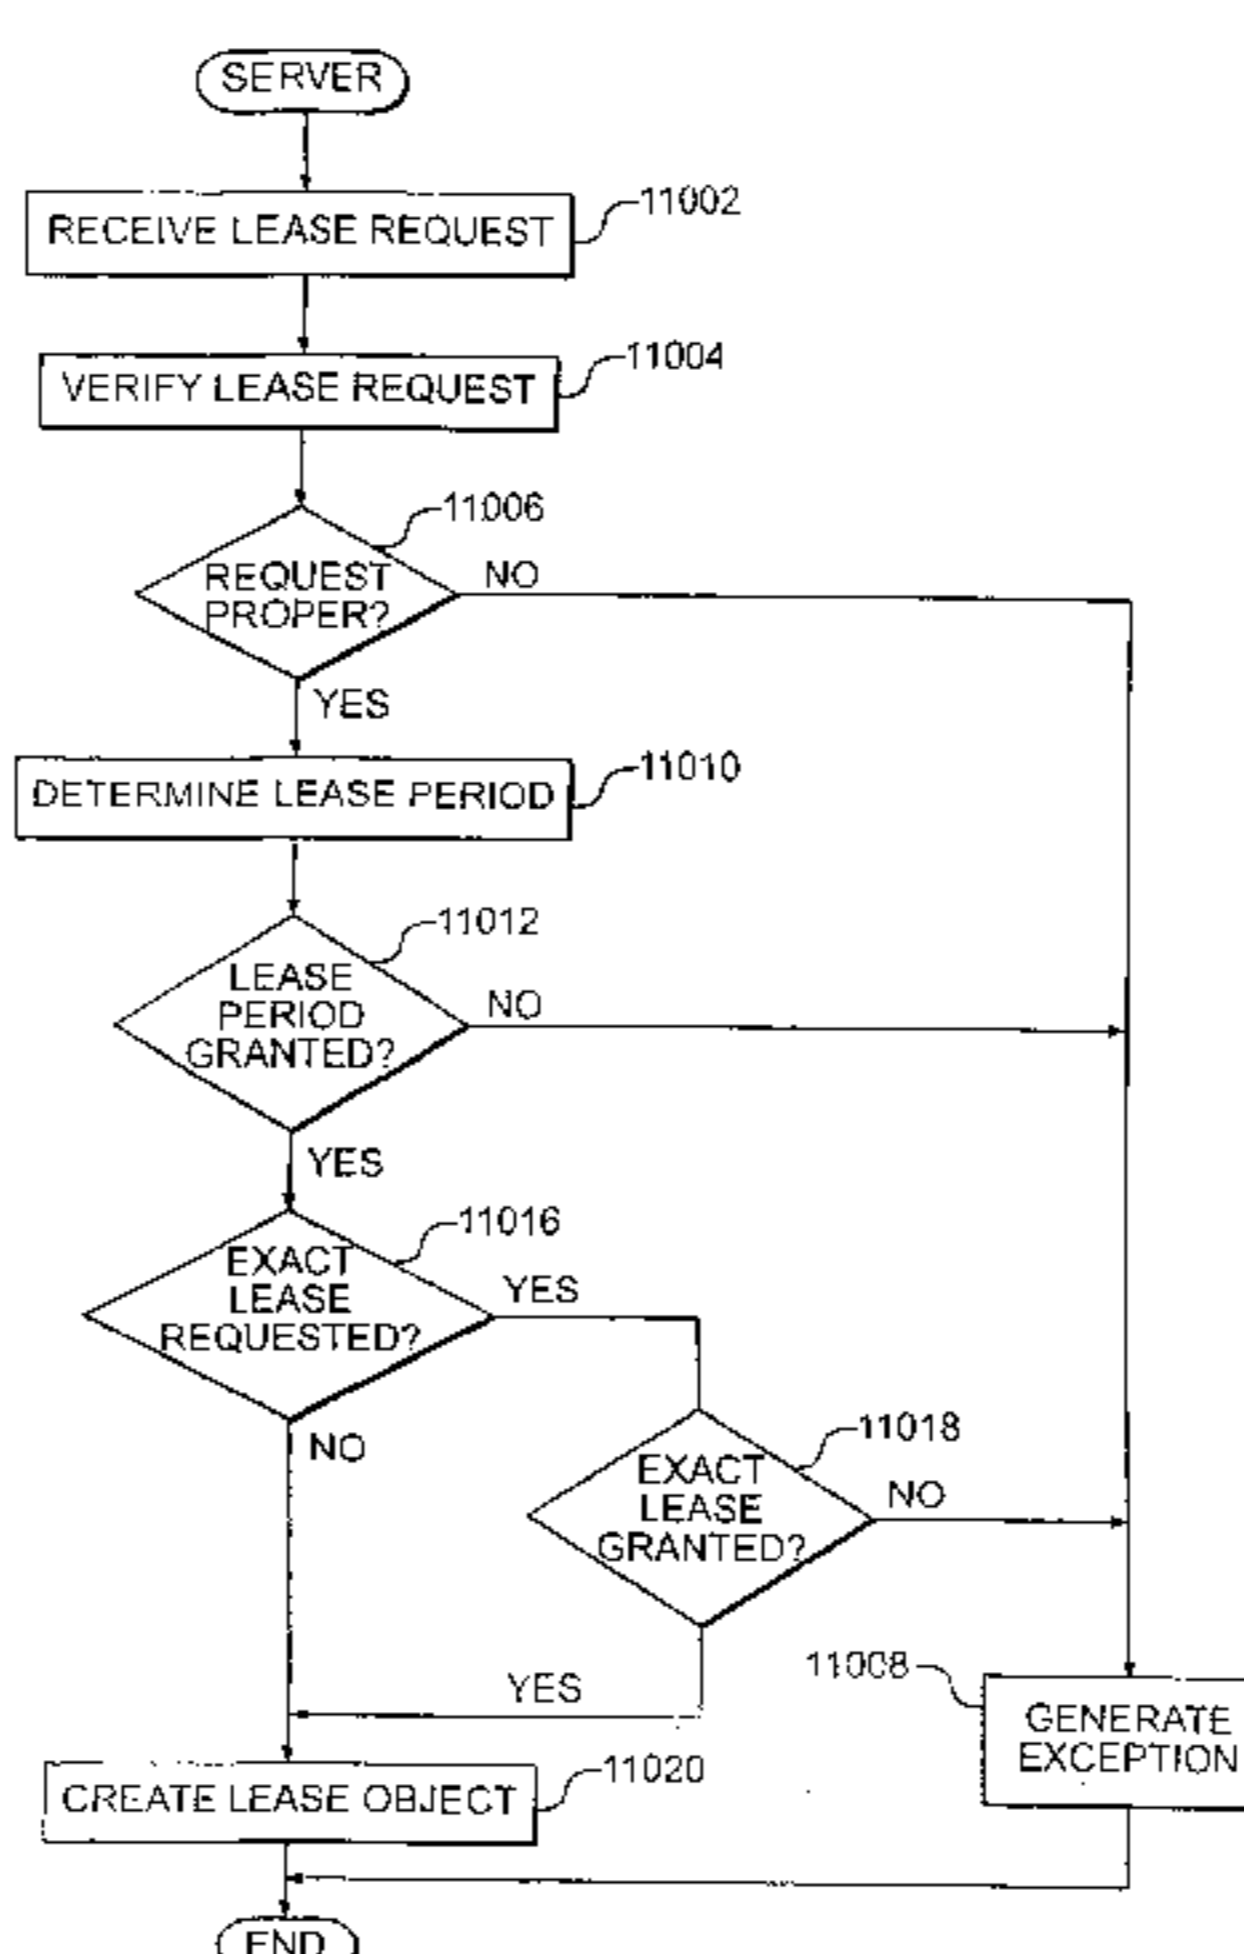 SERVER
RECEIVE LEASE REQUEST
11002
VERIFY LEASE REQUEST
11004
11006
REQUEST
PROPER?
NO
YES
DETERMINE LEASE PERIOD
11010
11012
LEASE
PERIOD
GRANTED?
NO
YES
11016
EXACT
LEASE
REQUESTED?
YES
NO
11018
EXACT
LEASE
GRANTED?
NO
YES
11008
GENERATE
EXCEPTION
CREATE LEASE OBJECT
11020
END